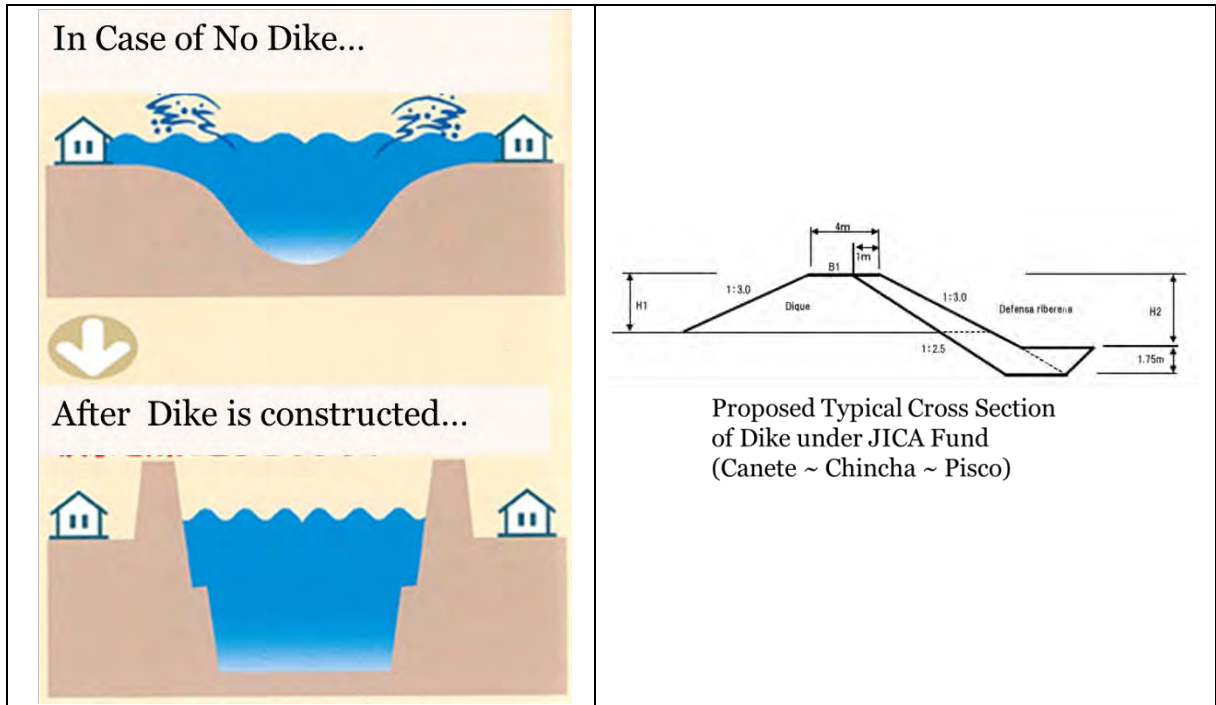 In Case of No Dike...
After Dike is constructed...
4m
1m
B1
H1
1:3.0
Dique
1:3.0
Defensa riberena
H2
1:2.5
1.75m
Proposed Typical Cross Section
of Dike under JICA Fund
(Canete ~ Chincha ~ Pisco)